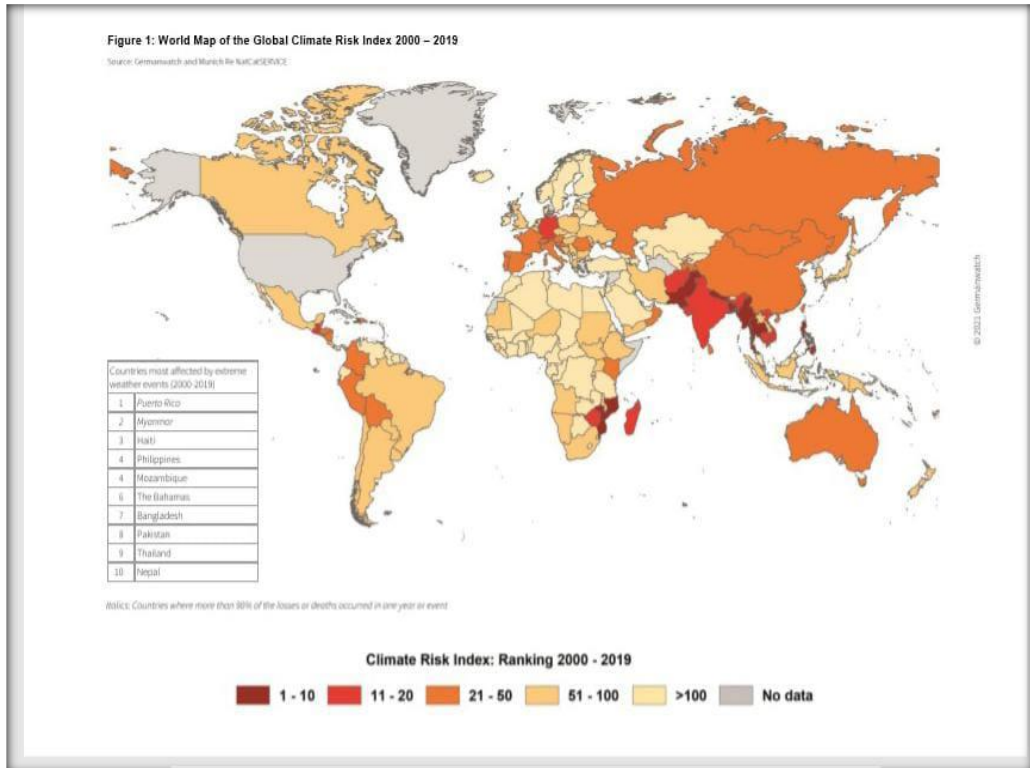 Figure 1: World Map of the Global Climate Risk Index 2000 – 2019
Source: Germanwatch and Munich Re NatCatSERVICE
© 2021 Germanwatch
Countries most affected by extreme
weather events (2000-2019)
1 Puerto Rico
2 Myanmar
3 Haiti
4 Philippines
4 Mozambique
6 The Bahamas
7 Bangladesh
8 Pakistan
9 Thailand
10 Nepal
Italics: Countries where more than 90% of the losses or deaths occurred in one year or event
Climate Risk Index: Ranking 2000 - 2019
1 - 10 11 - 20 21 - 50 51 - 100 >100 No data